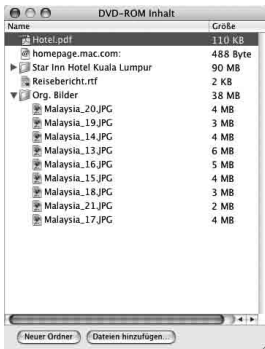 DVD-ROM Inhalt
Name Größe
Hotel.pdf 110 KB
homepage.mac.com: 488 Byte
Star Inn Hotel Kuala Lumpur 90 MB
Reisebericht.rtf 2 KB
Org. Bilder 38 MB
Malaysia_20.JPG 4 MB
Malaysia_19.JPG 3 MB
Malaysia_14.JPG 4 MB
Malaysia_13.JPG 6 MB
Malaysia_16.JPG 5 MB
Malaysia_15.JPG 4 MB
Malaysia_18.JPG 3 MB
Malaysia_21.JPG 2 MB
Malaysia_17.JPG 4 MB
Neuer Ordner Dateien hinzufügen...